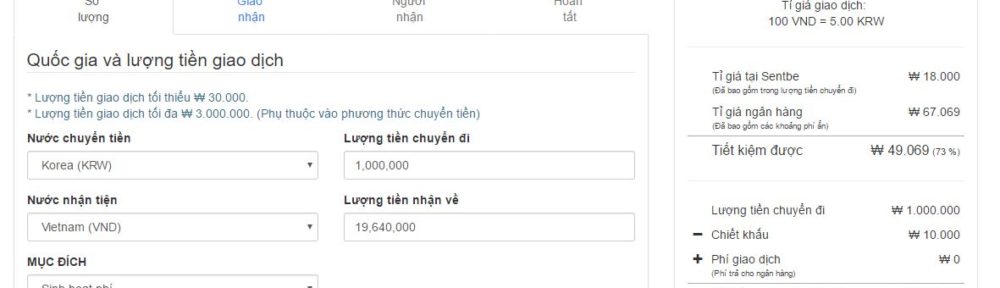 Số
lượng
Giao
nhận
Người
nhận
Hoàn
tất
Quốc gia và lượng tiền giao dịch
* Lượng tiền giao dịch tối thiểu ₩ 30.000.
* Lượng tiền giao dịch tối đa ₩ 3.000.000. (Phụ thuộc vào phương thức chuyển tiền)
Nước chuyển tiền
Lượng tiền chuyển đi
Korea (KRW)
1,000,000
Nước nhận tiện
Lượng tiền nhận về
Vietnam (VND)
19,640,000
MỤC ĐÍCH
Sinh hoạt phí
Tỉ giá giao dịch:
100 VND = 5.00 KRW
Tỉ giá tại Sentbe
₩ 18.000
(Đã bao gồm trong lượng tiền chuyển đi)
Tỉ giá ngân hàng
₩ 67.069
(Đã bao gồm các khoảng phí ẩn)
Tiết kiệm được
₩ 49.069 (73 %)
Lượng tiền chuyển đi
₩ 1.000.000
− Chiết khấu
₩ 10.000
+ Phí giao dịch
₩ 0
(Phí trả cho ngân hàng)